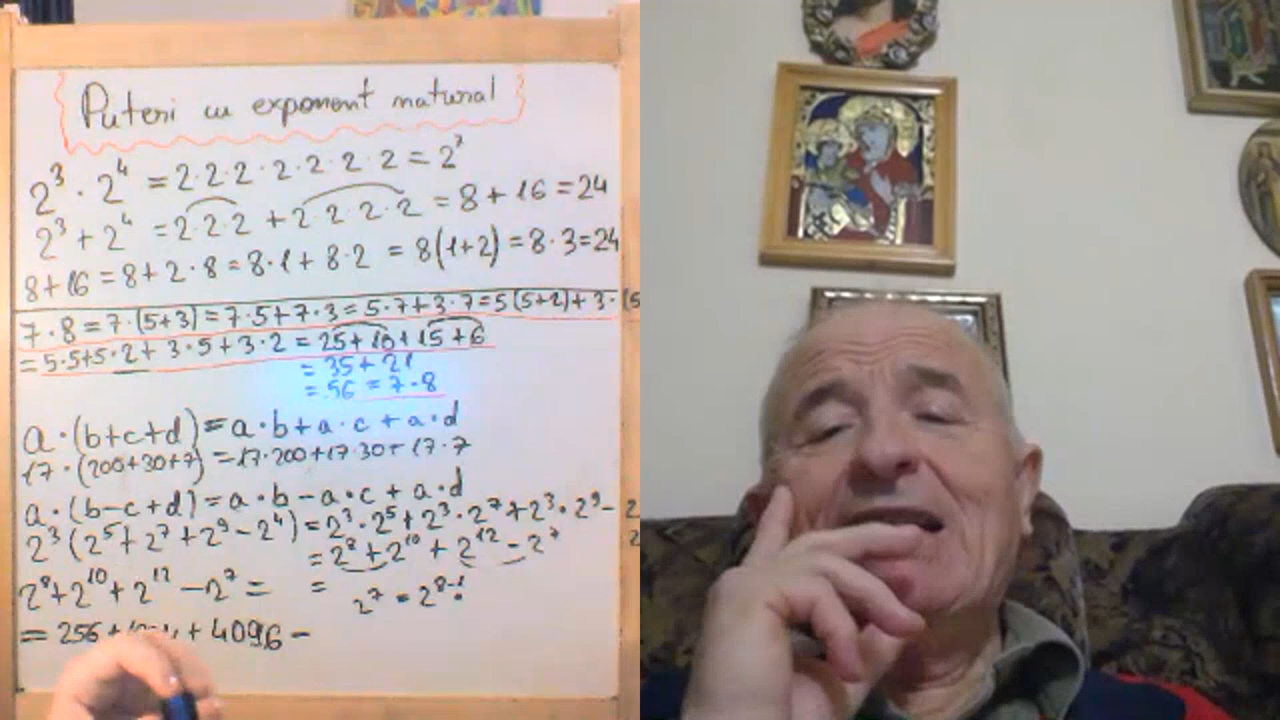 Puteri cu exponent natural
2³ · 2⁴ = 2·2·2·2·2·2·2 = 2⁷
2³ + 2⁴ = 2·2·2 + 2·2·2·2 = 8 + 16 = 24
8+16 = 8+2·8 = 8·1 + 8·2 = 8(1+2) = 8·3=24
7·8 = 7·(5+3) = 7·5+7·3 = 5·7+3·7=5(5+2)+3·(5
= 5·5+5·2+3·5+3·2 = 25+10+15+6
= 35 + 21
= 56 = 7·8
a·(b+c+d) = a·b+a·c+a·d
17·(200+30+7) = 17·200+17·30+17·7
a·(b-c+d) = a·b-a·c+a·d
2³(2⁵+2⁷+2⁹-2⁴) = 2³·2⁵+2³·2⁷+2³·2⁹-2
= 2⁸+2¹⁰+2¹²-2⁷
2⁸+2¹⁰+2¹²-2⁷ = =
2⁷ = 2⁸⁻¹
= 256 + + 4096 -